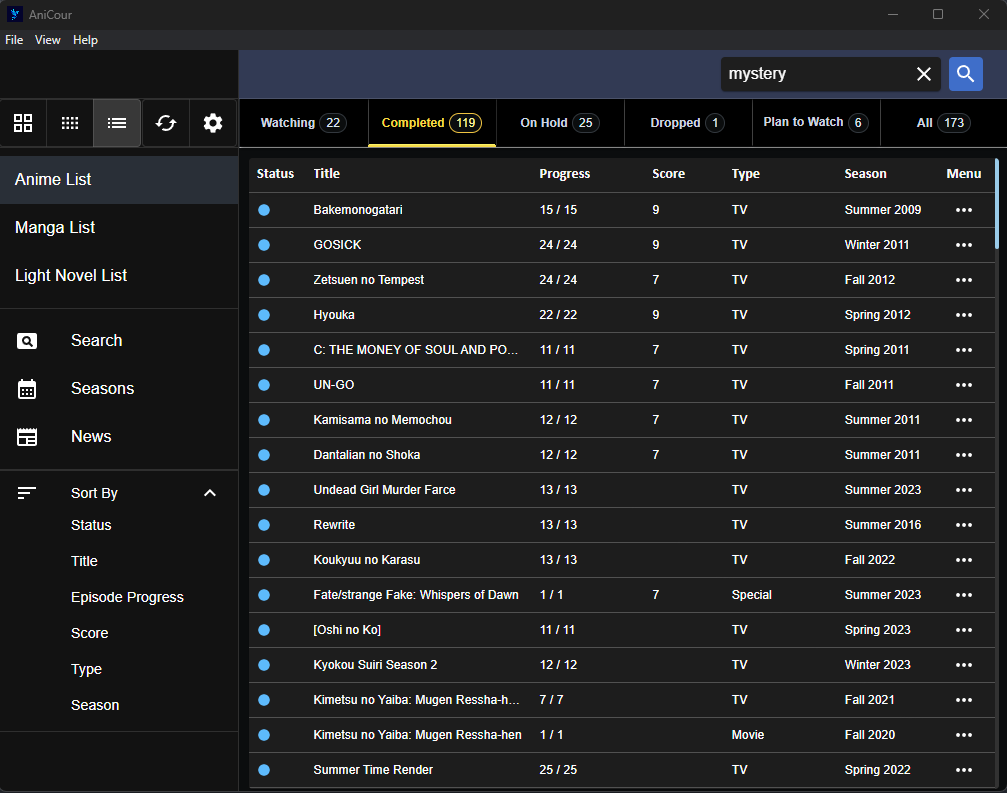 AniCour
File View Help
mystery
Watching 22 Completed 119 On Hold 25 Dropped 1 Plan to Watch 6 All 173
Anime List
Manga List
Light Novel List
Search
Seasons
News
Sort By
Status
Title
Episode Progress
Score
Type
Season
Status Title Progress Score Type Season Menu
Bakemonogatari 15 / 15 9 TV Summer 2009
GOSICK 24 / 24 9 TV Winter 2011
Zetsuen no Tempest 24 / 24 7 TV Fall 2012
Hyouka 22 / 22 9 TV Spring 2012
C: THE MONEY OF SOUL AND PO... 11 / 11 7 TV Spring 2011
UN-GO 11 / 11 7 TV Fall 2011
Kamisama no Memochou 12 / 12 7 TV Summer 2011
Dantalian no Shoka 12 / 12 7 TV Summer 2011
Undead Girl Murder Farce 13 / 13 TV Summer 2023
Rewrite 13 / 13 TV Summer 2016
Koukyuu no Karasu 13 / 13 TV Fall 2022
Fate/strange Fake: Whispers of Dawn 1 / 1 7 Special Summer 2023
[Oshi no Ko] 11 / 11 TV Spring 2023
Kyokou Suiri Season 2 12 / 12 TV Winter 2023
Kimetsu no Yaiba: Mugen Ressha-h... 7 / 7 TV Fall 2021
Kimetsu no Yaiba: Mugen Ressha-hen 1 / 1 Movie Fall 2020
Summer Time Render 25 / 25 TV Spring 2022